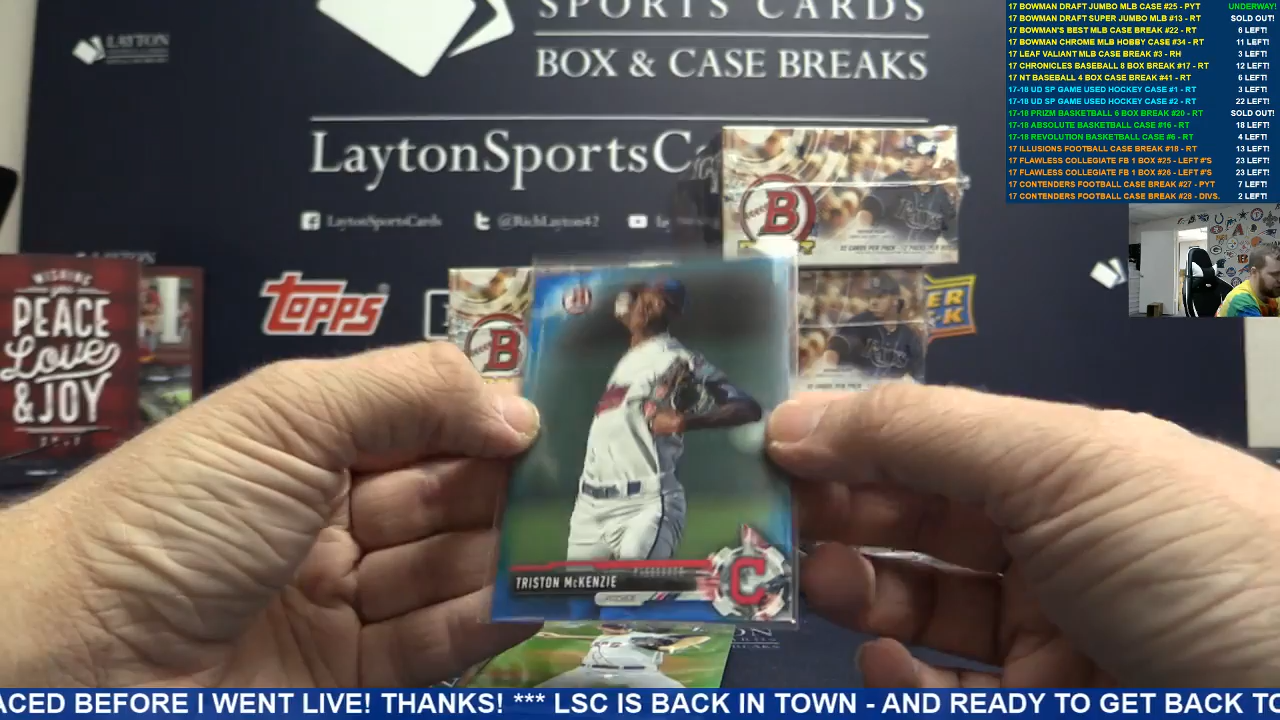 SPORTS CARDS
BOX & CASE BREAKS
LaytonSportsC
LaytonSportsCards
@RichLayton42
LAYTON
TOPPS
WISHING
PEACE
Love
& JOY
B
B
TRISTON McKENZIE
C
17 BOWMAN DRAFT JUMBO MLB CASE #25 - PYT UNDERWAY!
17 BOWMAN DRAFT SUPER JUMBO MLB #13 - RT SOLD OUT!
17 BOWMAN'S BEST MLB CASE BREAK #22 - RT 6 LEFT!
17 BOWMAN CHROME MLB HOBBY CASE #34 - RT 11 LEFT!
17 LEAF VALIANT MLB CASE BREAK #3 - RH 3 LEFT!
17 CHRONICLES BASEBALL 8 BOX BREAK #17 - RT 12 LEFT!
17 NT BASEBALL 4 BOX CASE BREAK #41 - RT 6 LEFT!
17-18 UD SP GAME USED HOCKEY CASE #1 - RT 3 LEFT!
17-18 UD SP GAME USED HOCKEY CASE #2 - RT 22 LEFT!
17-18 PRIZM BASKETBALL 6 BOX BREAK #20 - RT SOLD OUT!
17-18 ABSOLUTE BASKETBALL CASE #16 - RT 18 LEFT!
17-18 REVOLUTION BASKETBALL CASE #6 - RT 4 LEFT!
17 ILLUSIONS FOOTBALL CASE BREAK #18 - RT 13 LEFT!
17 FLAWLESS COLLEGIATE FB 1 BOX #25 - LEFT #'S 23 LEFT!
17 FLAWLESS COLLEGIATE FB 1 BOX #26 - LEFT #'S 23 LEFT!
17 CONTENDERS FOOTBALL CASE BREAK #27 - PYT 7 LEFT!
17 CONTENDERS FOOTBALL CASE BREAK #28 - DIVS. 2 LEFT!
ACED BEFORE I WENT LIVE! THANKS! *** LSC IS BACK IN TOWN - AND READY TO GET BACK TO